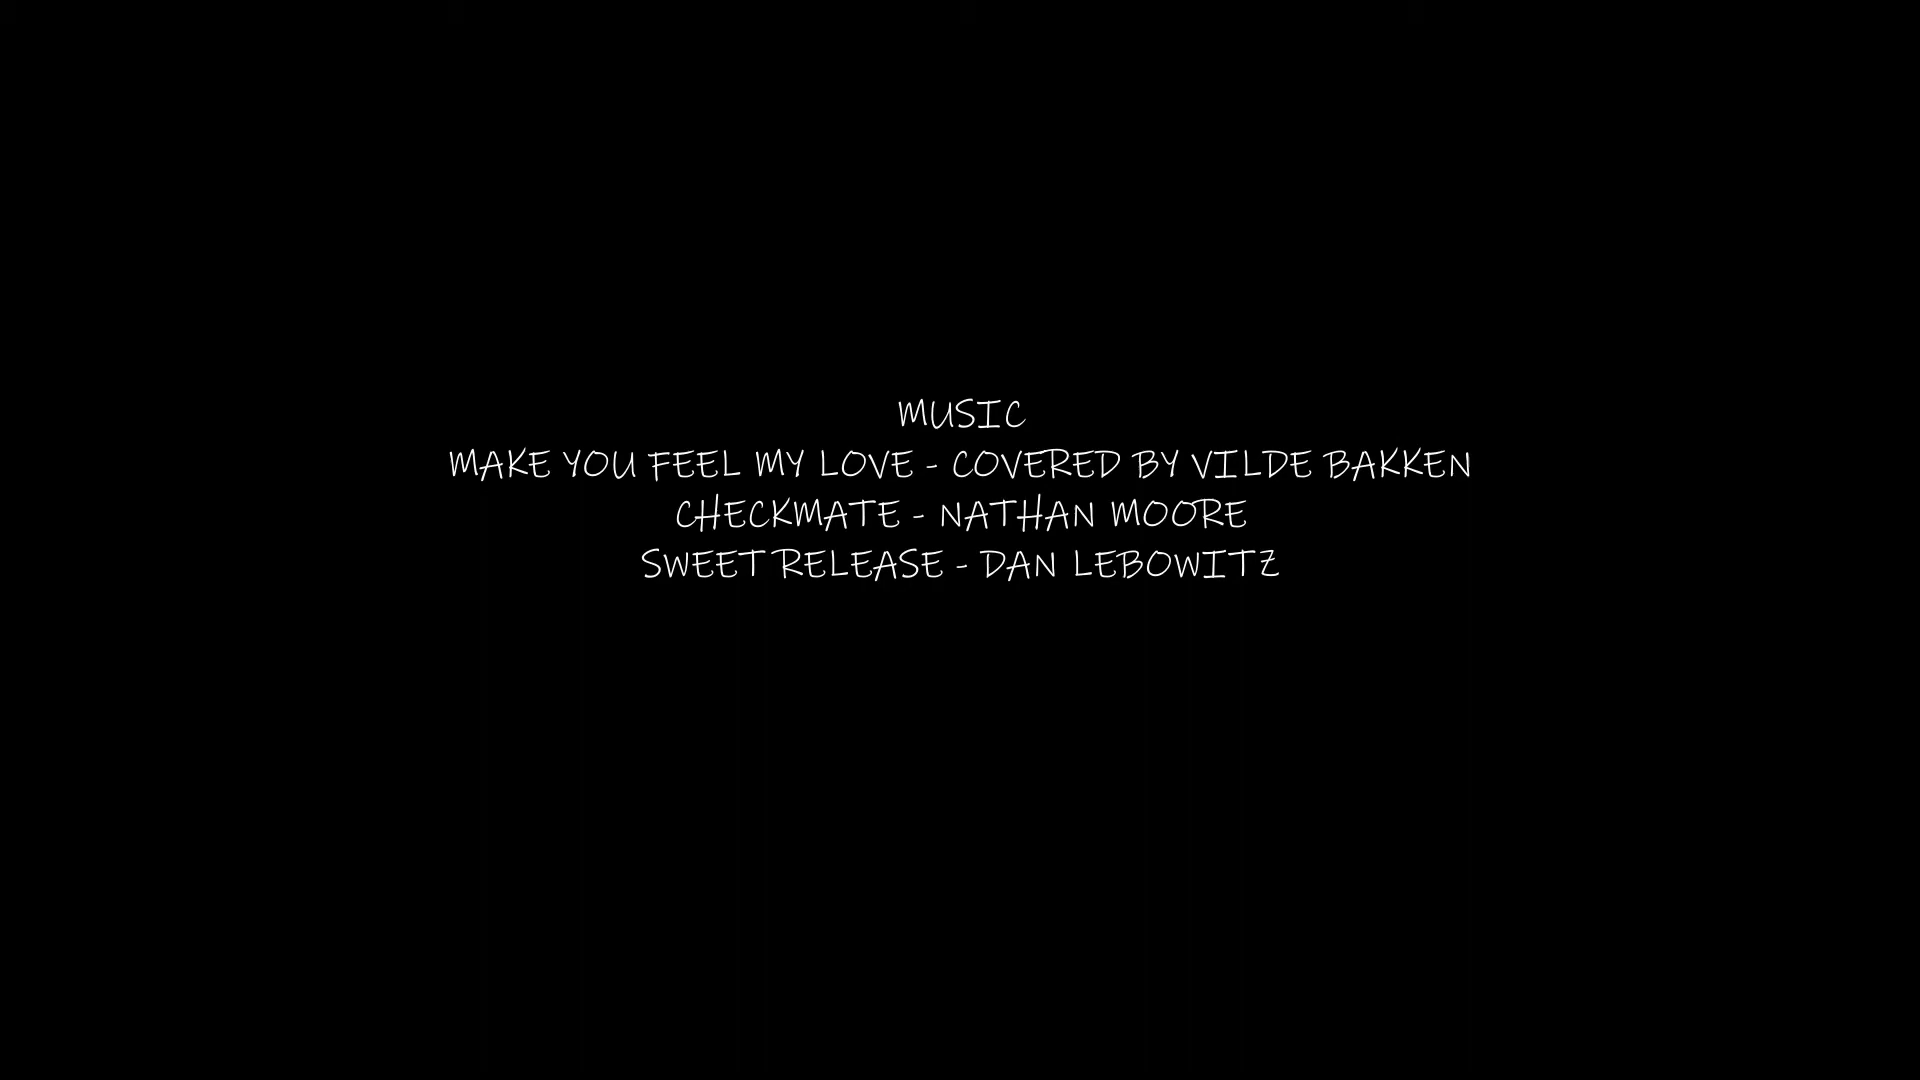 MUSIC
MAKE YOU FEEL MY LOVE - COVERED BY VILDE BAKKEN
CHECKMATE - NATHAN MOORE
SWEET RELEASE - DAN LEBOWITZ